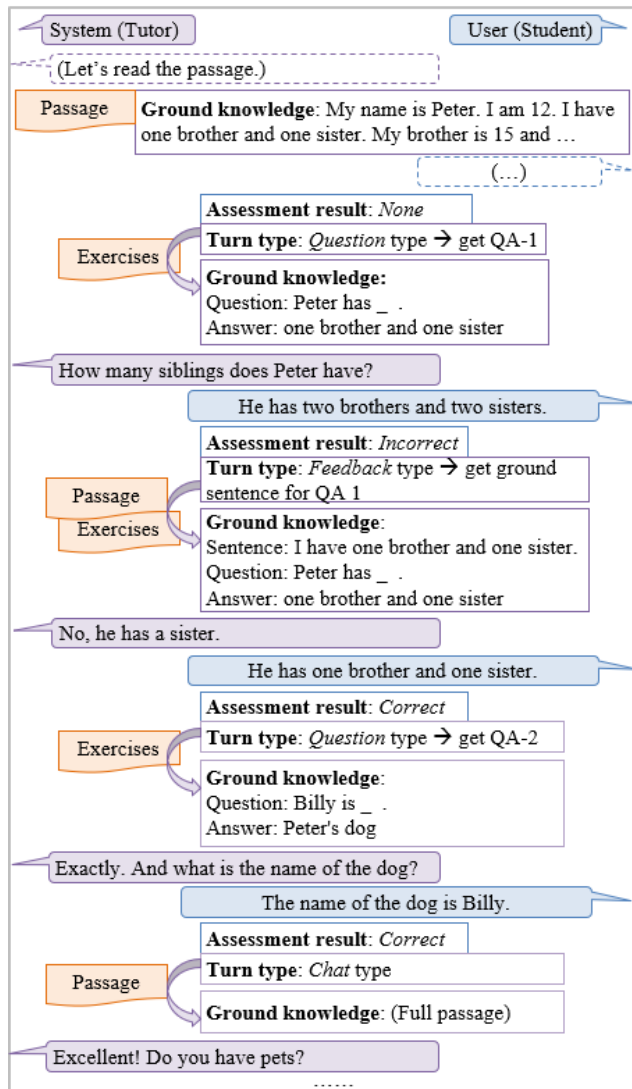 System (Tutor)
User (Student)
(Let's read the passage.)
Passage
Ground knowledge: My name is Peter. I am 12. I have
one brother and one sister. My brother is 15 and …
(…)
Assessment result: None
Turn type: Question type → get QA-1
Exercises
Ground knowledge:
Question: Peter has _ .
Answer: one brother and one sister
How many siblings does Peter have?
He has two brothers and two sisters.
Assessment result: Incorrect
Turn type: Feedback type → get ground
sentence for QA 1
Passage
Exercises
Ground knowledge:
Sentence: I have one brother and one sister.
Question: Peter has _ .
Answer: one brother and one sister
No, he has a sister.
He has one brother and one sister.
Assessment result: Correct
Turn type: Question type → get QA-2
Exercises
Ground knowledge:
Question: Billy is _ .
Answer: Peter's dog
Exactly. And what is the name of the dog?
The name of the dog is Billy.
Assessment result: Correct
Turn type: Chat type
Passage
Ground knowledge: (Full passage)
Excellent! Do you have pets?
……